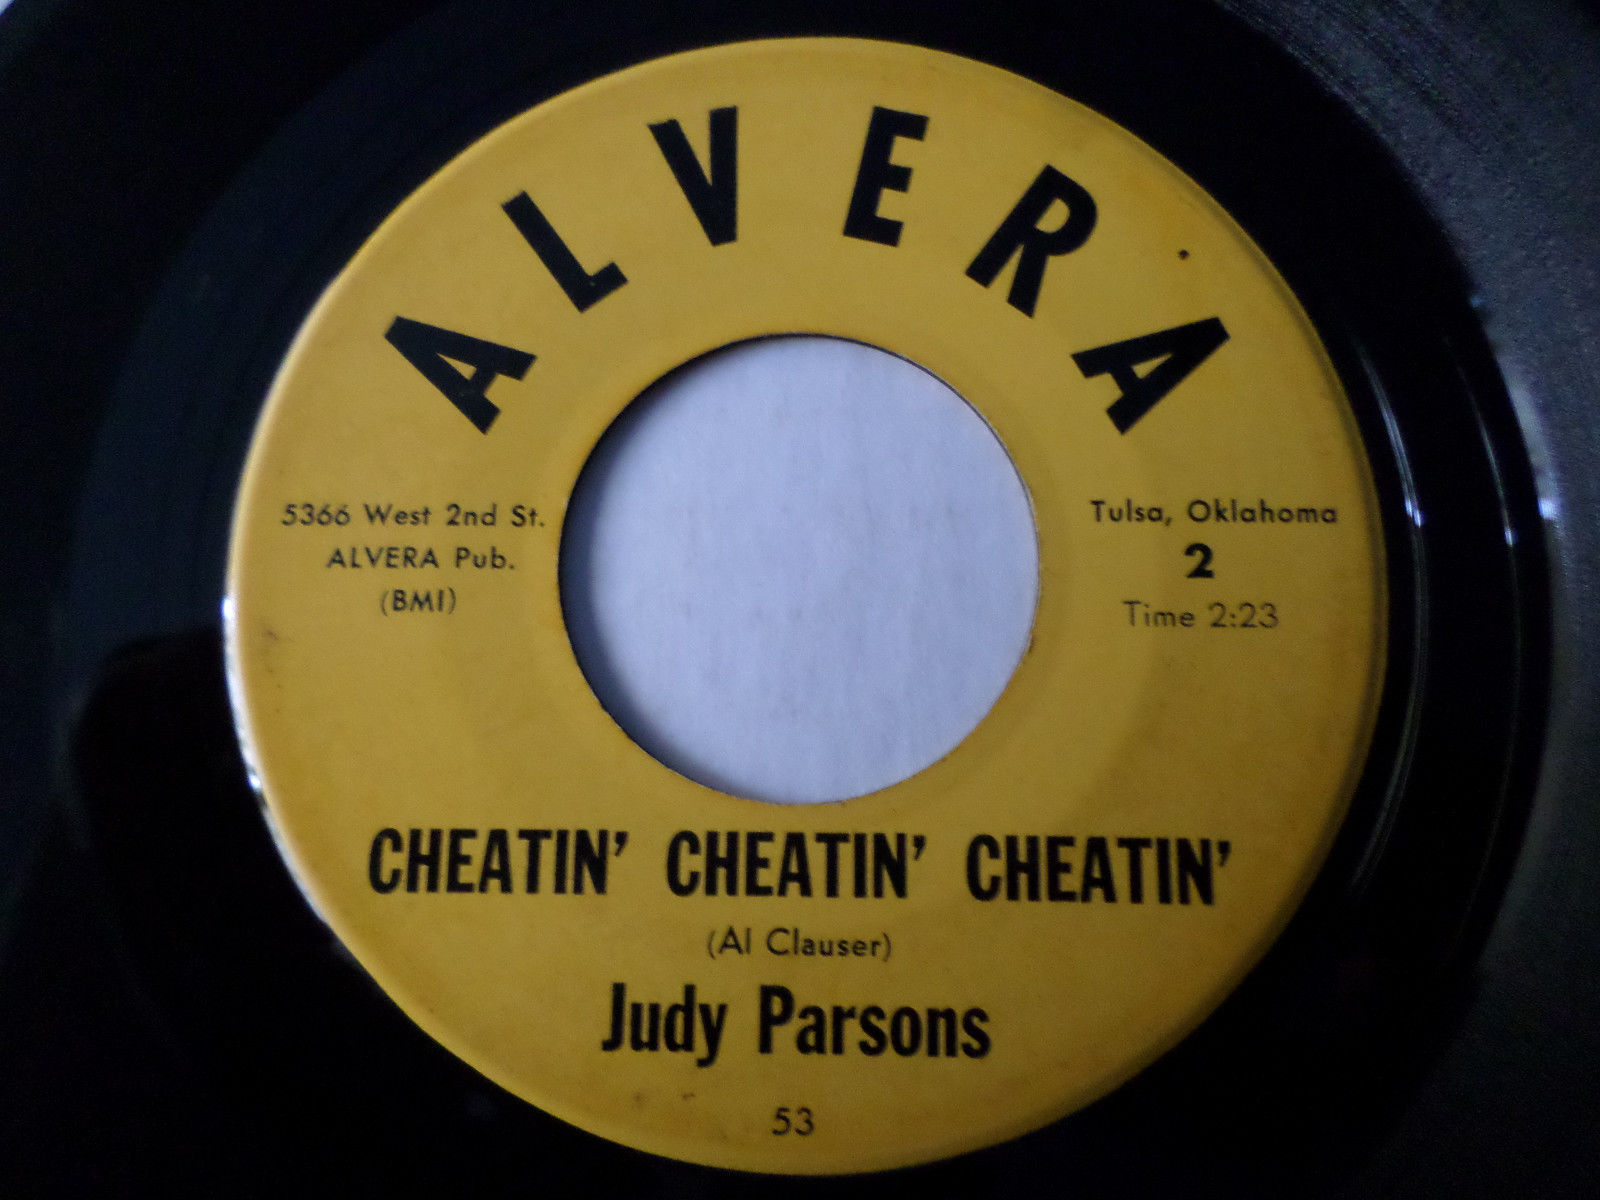 ALVERA
5366 West 2nd St.
ALVERA Pub.
(BMI)
Tulsa, Oklahoma
2
Time 2:23
CHEATIN' CHEATIN' CHEATIN'
(Al Clauser)
Judy Parsons
53